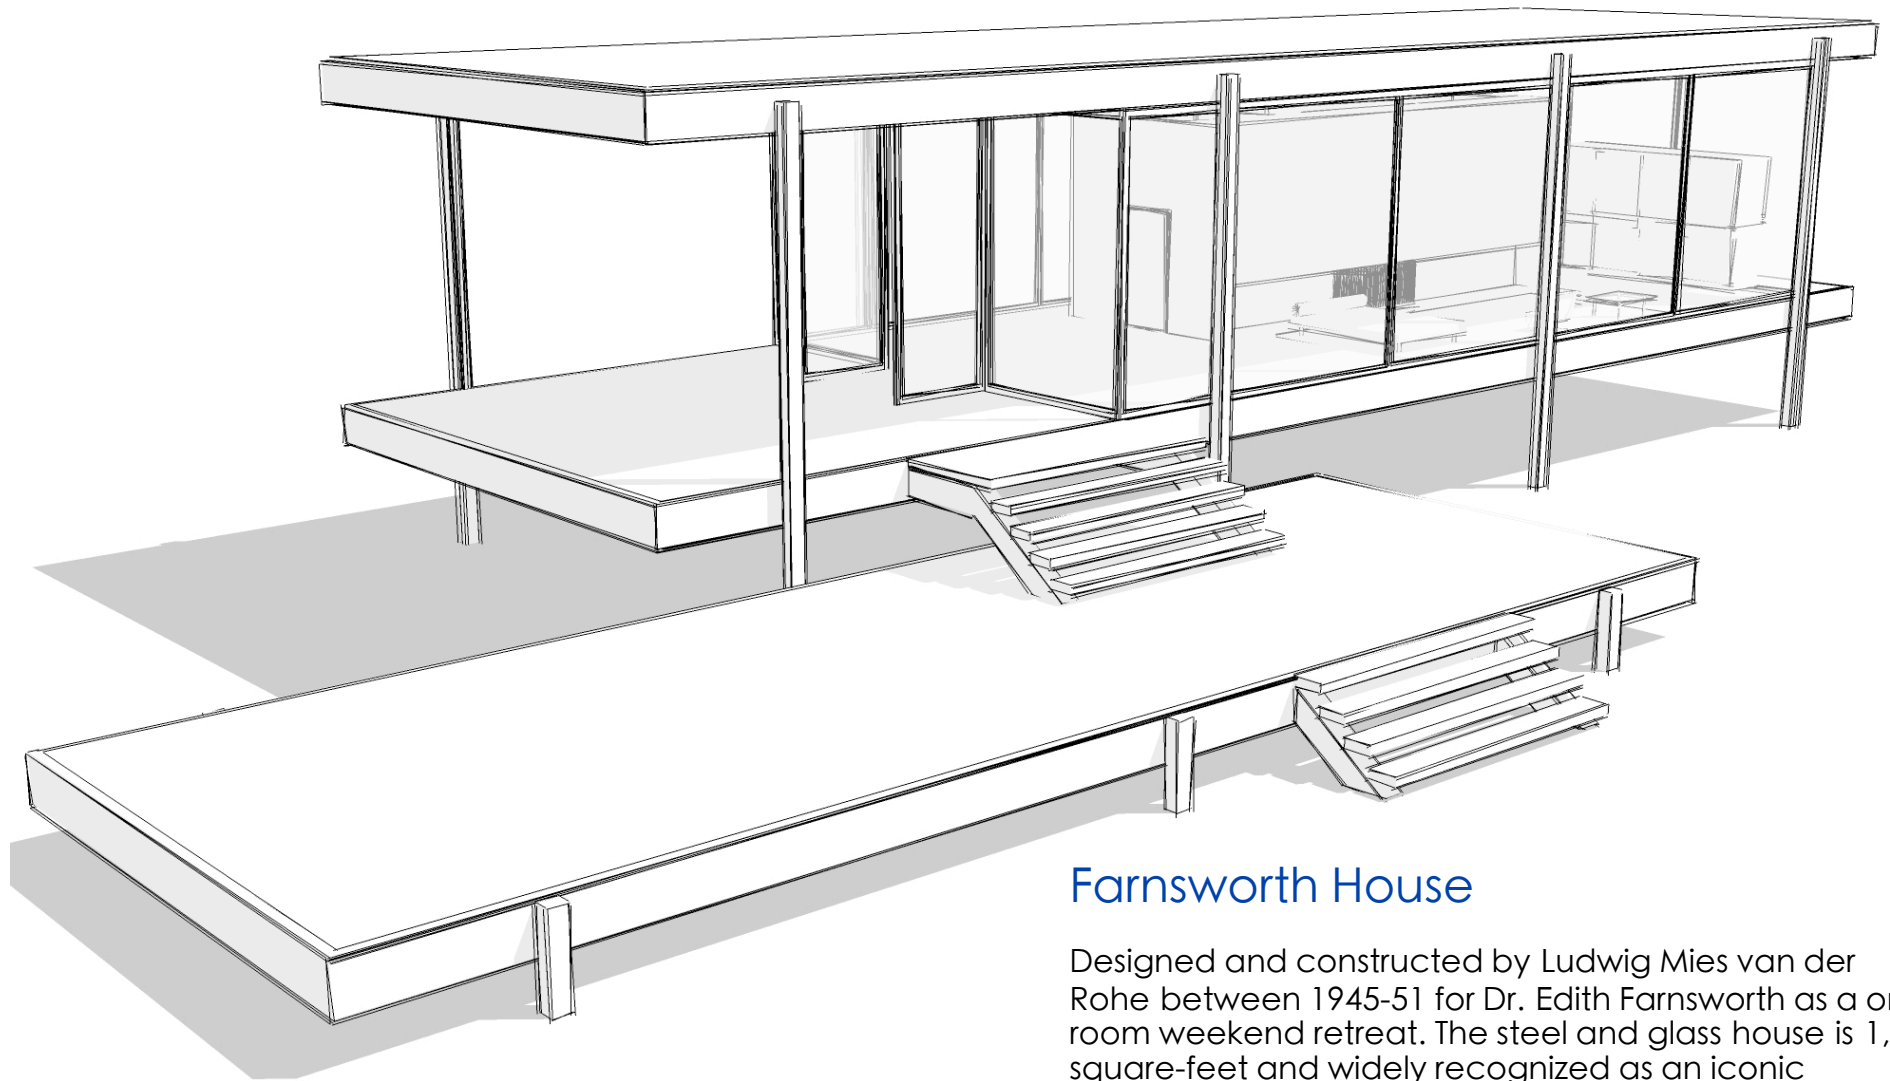 Farnsworth House
Designed and constructed by Ludwig Mies van der
Rohe between 1945-51 for Dr. Edith Farnsworth as a
room weekend retreat. The steel and glass house is 1,
square-feet and widely recognized as an iconic